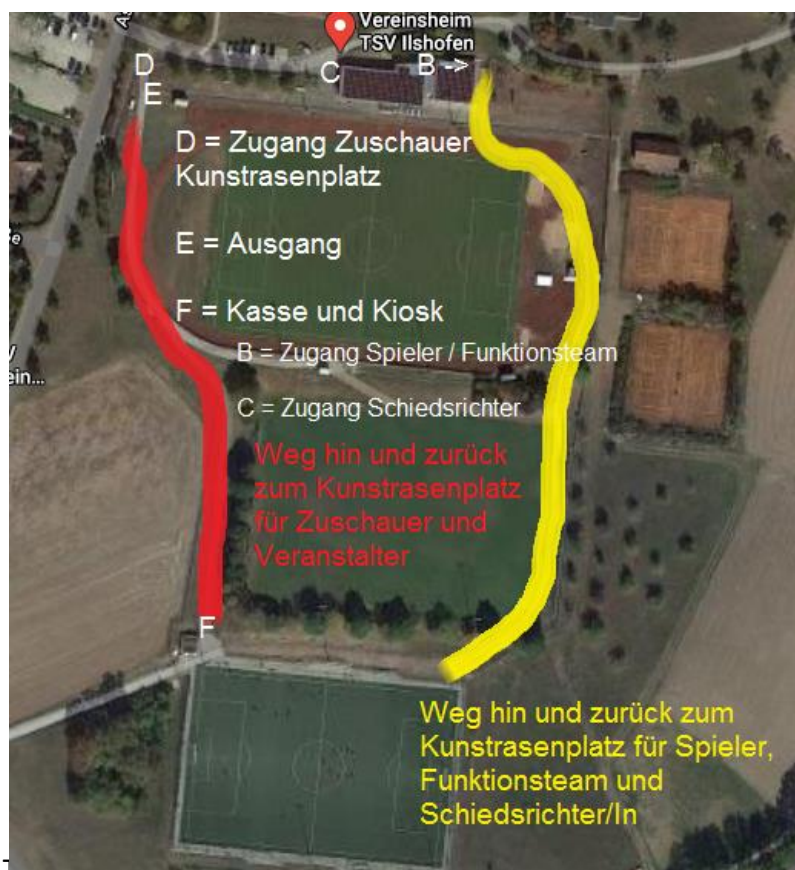 Vereinsheim
TSV Ilshofen
D
C
B ->
E
D = Zugang Zuschauer
Kunstrasenplatz
E = Ausgang
F = Kasse und Kiosk
B = Zugang Spieler / Funktionsteam
C = Zugang Schiedsrichter
ein...
Weg hin und zurück
zum Kunstrasenplatz
für Zuschauer und
Veranstalter
F
Weg hin und zurück zum
Kunstrasenplatz für Spieler,
Funktionsteam und
Schiedsrichter/In